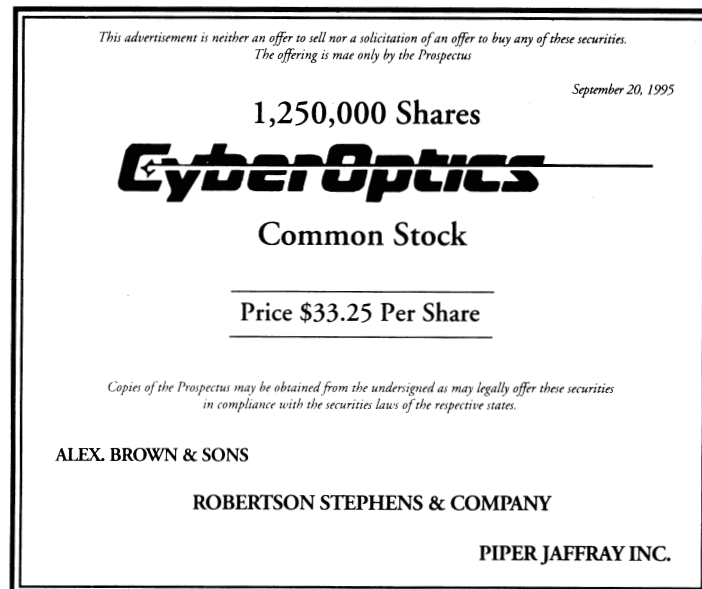 This advertisement is neither an offer to sell nor a solicitation of an offer to buy any of these securities.
The offering is mae only by the Prospectus
September 20, 1995
1,250,000 Shares
CyberOptics
Common Stock
Price $33.25 Per Share
Copies of the Prospectus may be obtained from the undersigned as may legally offer these securities
in compliance with the securities laws of the respective states.
ALEX. BROWN & SONS
ROBERTSON STEPHENS & COMPANY
PIPER JAFFRAY INC.